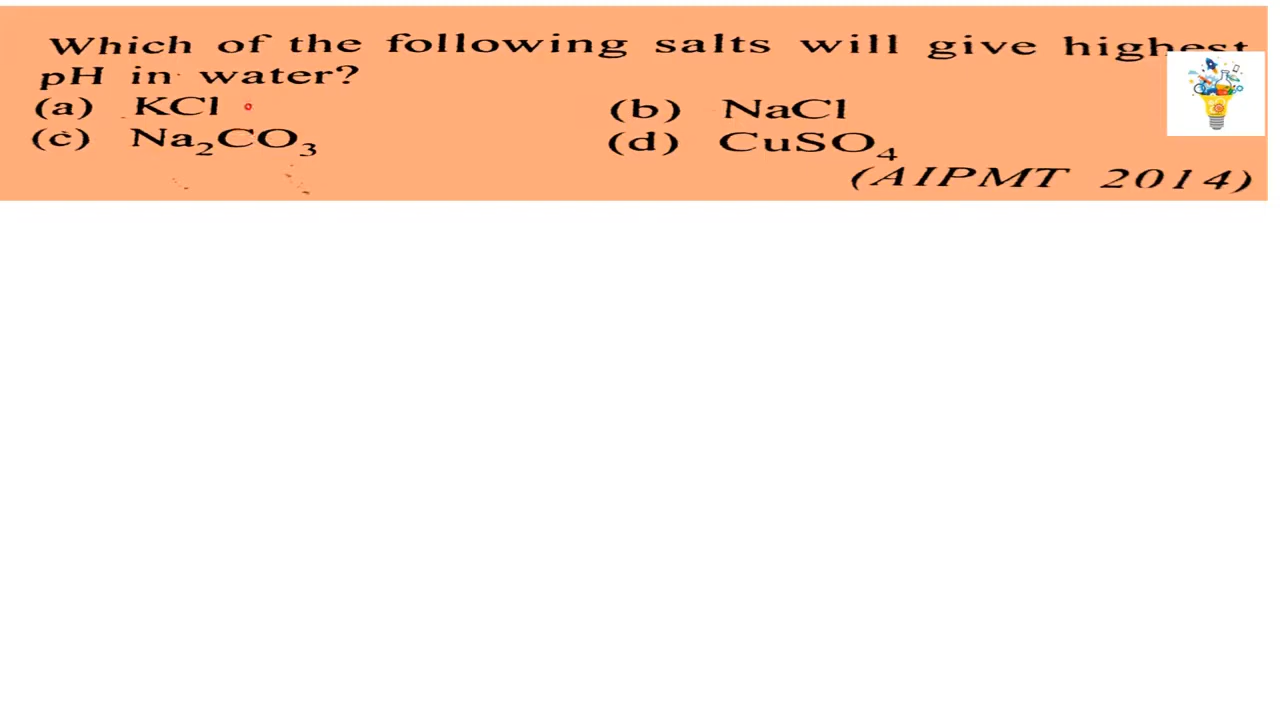 Which of the following salts will give highest
pH in water?
(a) KCl (b) NaCl
(c) Na₂CO₃ (d) CuSO₄
(AIPMT 2014)